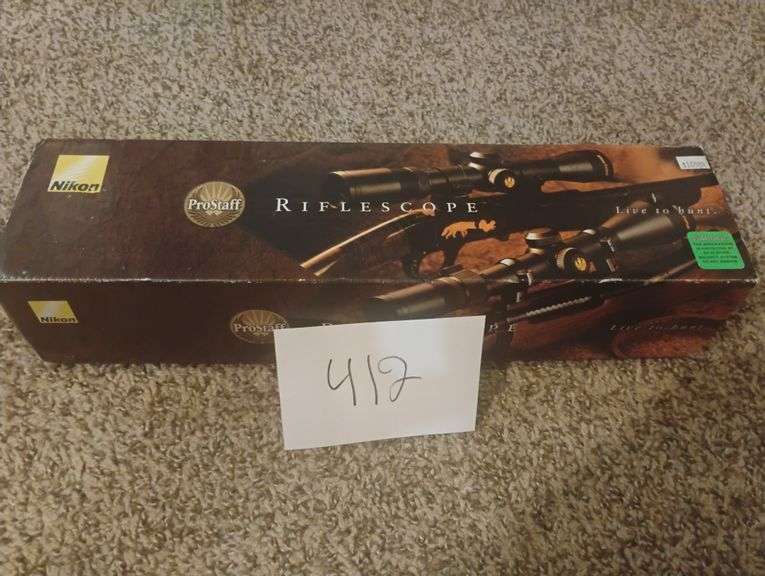 Nikon
ProStaff
RIFLESCOPE
Live to hunt.
Nikon
ProStaff
Live to hunt.
412